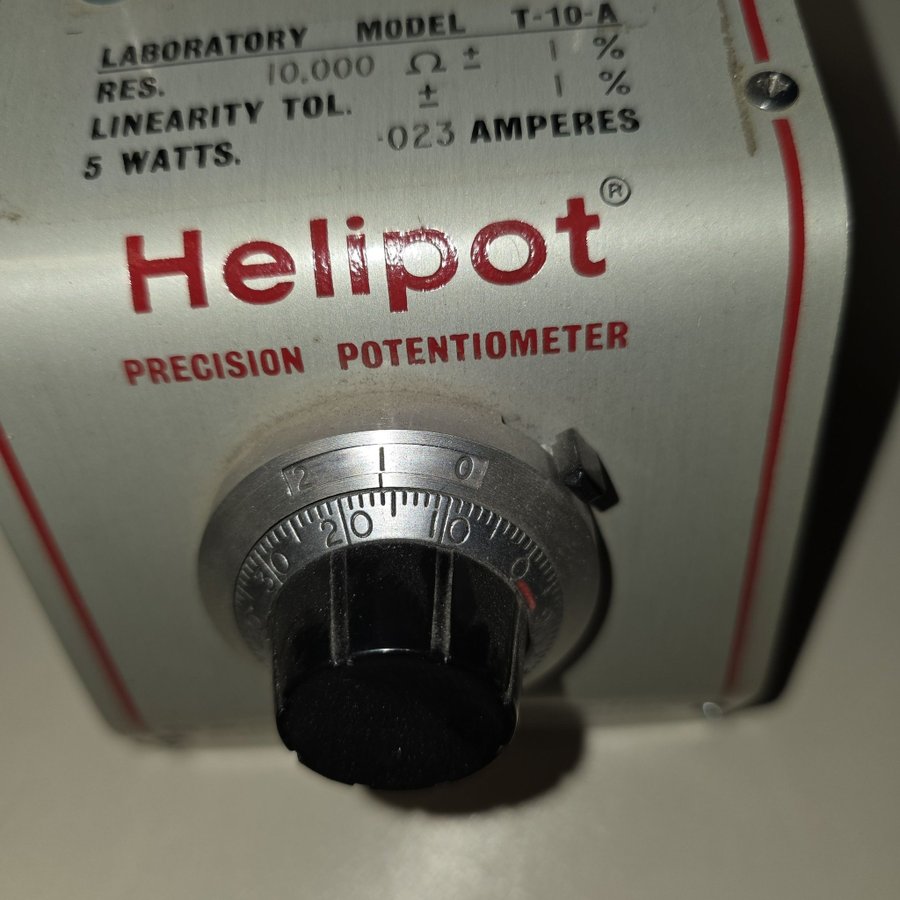 LABORATORY MODEL T-10-A
RES. 10.000 Ω ± 1 %
LINEARITY TOL. ± 1 %
5 WATTS. .023 AMPERES
Helipot ®
PRECISION POTENTIOMETER
2 0
30 20 10 0